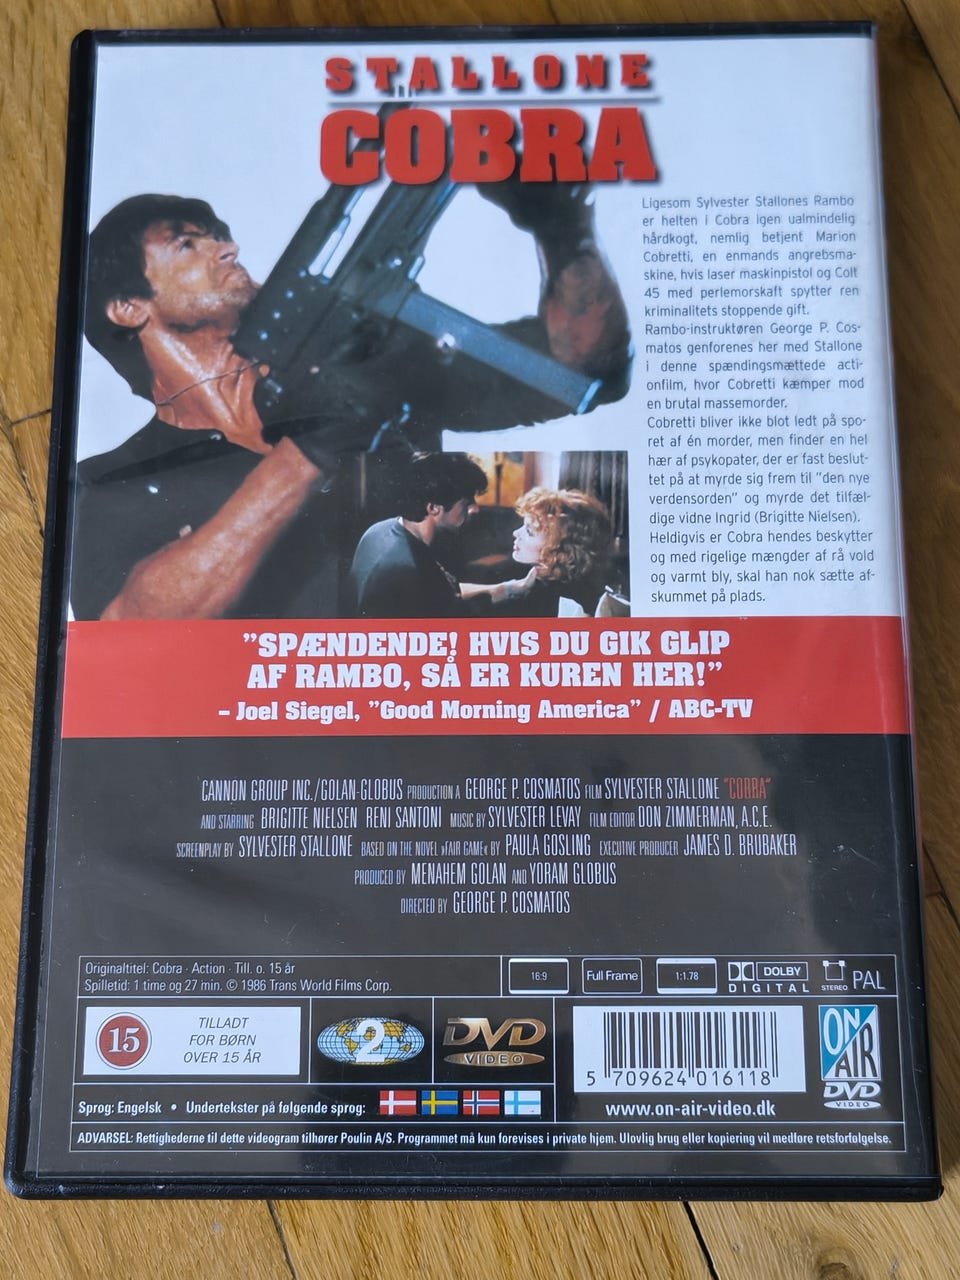 STALLONE
COBRA
Ligesom Sylvester Stallones Rambo
er helten i Cobra igen ualmindelig
hårdkogt, nemlig betjent Marion
Cobretti, en enmands angrebsma-
skine, hvis laser maskinpistol og Colt
45 med perlemorskaft spytter ren
kriminalitets stoppende gift.
Rambo-instruktøren George P. Cos-
matos genforenes her med Stallone
i denne spændingsmættede acti-
onfilm, hvor Cobretti kæmper mod
en brutal massemorder.
Cobretti bliver ikke blot ledt på spo-
ret af én morder, men finder en hel
hær af psykopater, der er fast beslut-
tet på at myrde sig frem til "den nye
verdensorden" og myrde det tilfæl-
dige vidne Ingrid (Brigitte Nielsen).
Heldigvis er Cobra hendes beskytter
og med rigelige mængder af rå vold
og varmt bly, skal han nok sætte af-
skummet på plads.
"SPÆNDENDE! HVIS DU GIK GLIP
AF RAMBO, SÅ ER KUREN HER!"
– Joel Siegel, "Good Morning America" / ABC-TV
CANNON GROUP INC./GOLAN-GLOBUS PRODUCTION A GEORGE P. COSMATOS FILM SYLVESTER STALLONE "COBRA"
AND STARRING BRIGITTE NIELSEN RENI SANTONI MUSIC BY SYLVESTER LEVAY FILM EDITOR DON ZIMMERMAN, A.C.E.
SCREENPLAY BY SYLVESTER STALLONE BASED ON THE NOVEL »FAIR GAME« BY PAULA GOSLING EXECUTIVE PRODUCER JAMES D. BRUBAKER
PRODUCED BY MENAHEM GOLAN AND YORAM GLOBUS
DIRECTED BY GEORGE P. COSMATOS
Originaltitel: Cobra · Action · Till. o. 15 år
Spilletid: 1 time og 27 min. © 1986 Trans World Films Corp.
16:9 Full Frame 1:1.78 DOLBY DIGITAL STEREO PAL
15
TILLADT
FOR BØRN
OVER 15 ÅR
2
DVD
VIDEO
5 709624 016118
ON AIR
DVD
VIDEO
Sprog: Engelsk • Undertekster på følgende sprog:
www.on-air-video.dk
ADVARSEL: Rettighederne til dette videogram tilhører Poulin A/S. Programmet må kun forevises i private hjem. Ulovlig brug eller kopiering vil medføre retsforfølgelse.